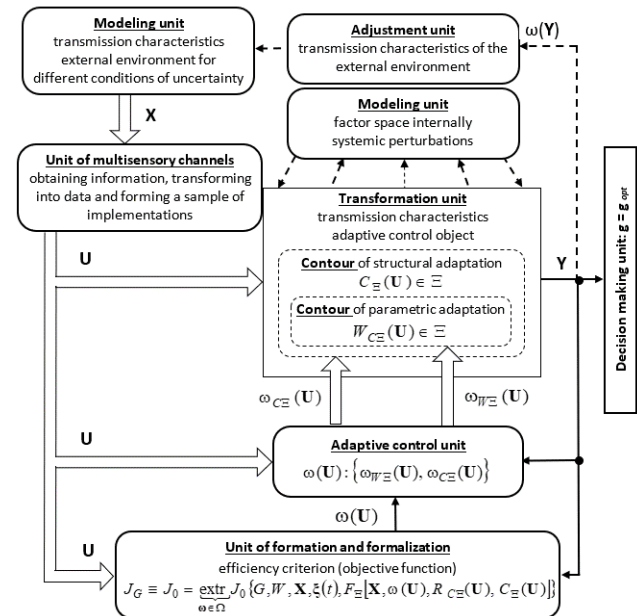 Modeling unit
transmission characteristics
external environment for
different conditions of uncertainty
Adjustment unit
transmission characteristics of the
external environment
ω(Y)
Modeling unit
factor space internally
systemic perturbations
X
Unit of multisensory channels
obtaining information, transforming
into data and forming a sample of
implementations
Transformation unit
transmission characteristics
adaptive control object
U
Contour of structural adaptation
C_Ξ(U) ∈ Ξ
Contour of parametric adaptation
W_CΞ(U) ∈ Ξ
Y
Decision making unit: g = g_opt
ω_CΞ(U)
ω_WΞ(U)
U
Adaptive control unit
ω(U):{ω_WΞ(U), ω_CΞ(U)}
ω(U)
U
Unit of formation and formalization
efficiency criterion (objective function)
J_G ≡ J_0 = extr J_0{G,W,X,ξ(t),F_Ξ[X,ω(U),R_CΞ(U),C_Ξ(U)]}
ω∈Ω